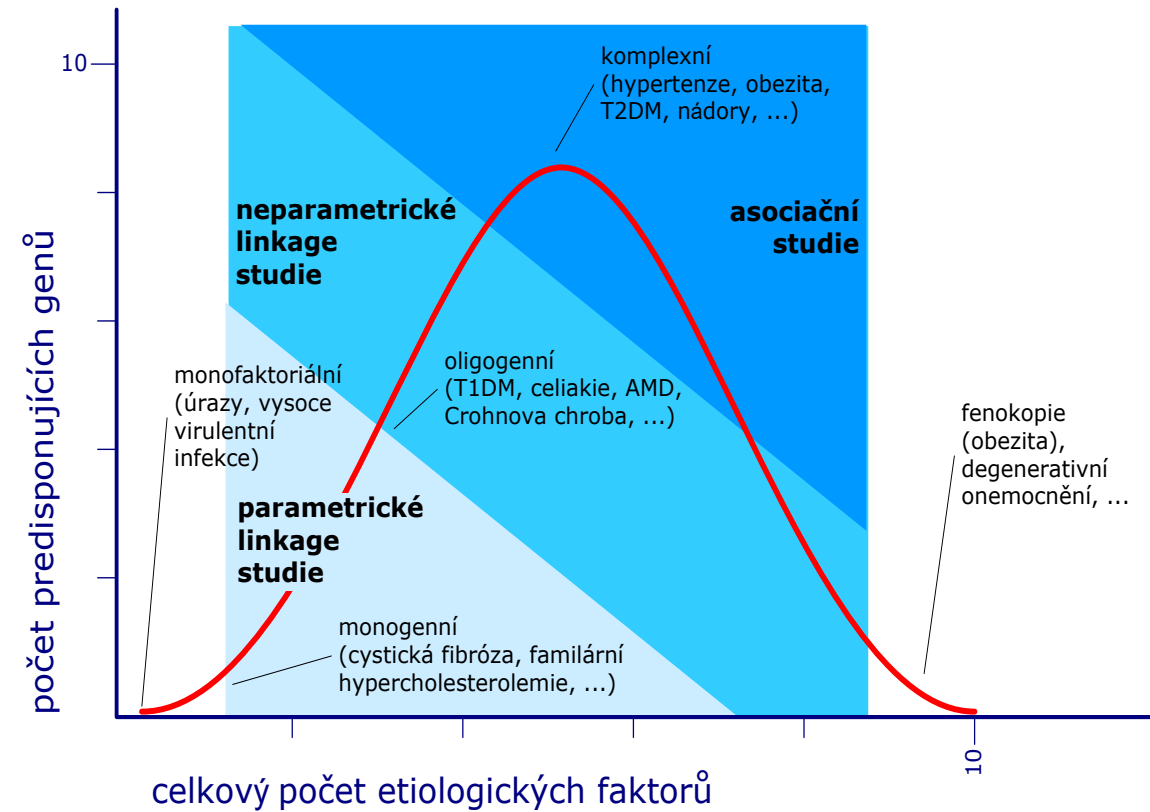 10
komplexní
(hypertenze, obezita,
T2DM, nádory, ...)
neparametrické
linkage
studie
asociační
studie
počet predisponujících genů
monofaktoriální
(úrazy, vysoce
virulentní
infekce)
oligogenní
(T1DM, celiakie, AMD,
Crohnova chroba, ...)
fenokopie
(obezita),
degenerativní
onemocnění, ...
parametrické
linkage
studie
monogenní
(cystická fibróza, familární
hypercholesterolemie, ...)
10
celkový počet etiologických faktorů